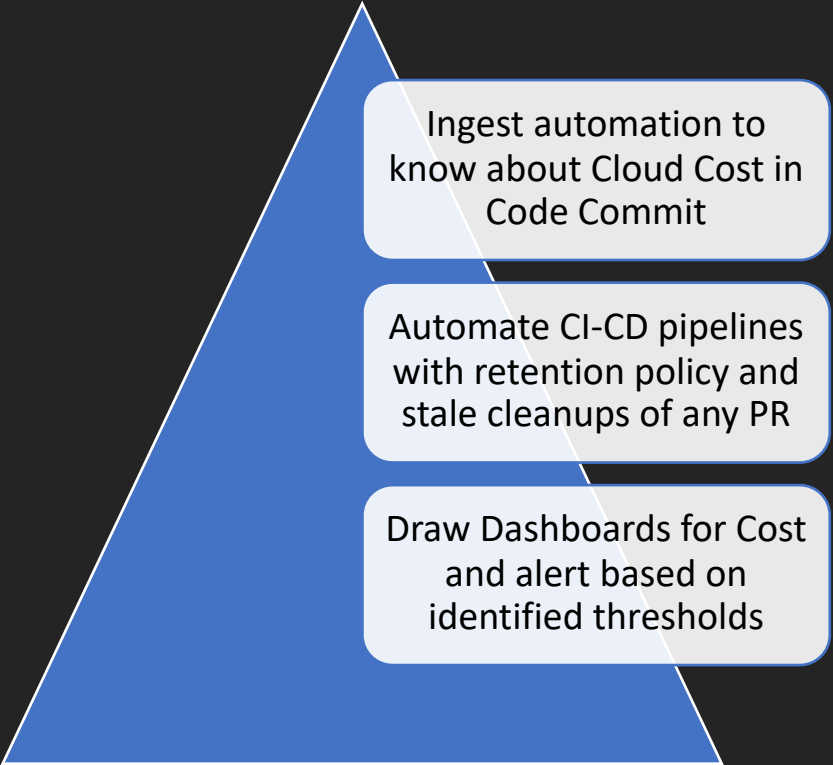 Ingest automation to
know about Cloud Cost in
Code Commit
Automate CI-CD pipelines
with retention policy and
stale cleanups of any PR
Draw Dashboards for Cost
and alert based on
identified thresholds